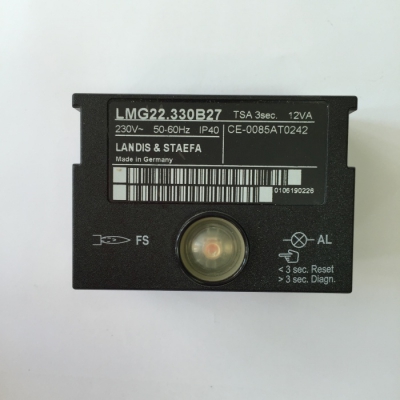 LMG22.330B27 TSA 3sec. 12VA
230V~ 50-60Hz IP40 CE-0085AT0242
LANDIS & STAEFA
Made in Germany
0106190226
FS
AL
< 3 sec. Reset
> 3 sec. Diagn.